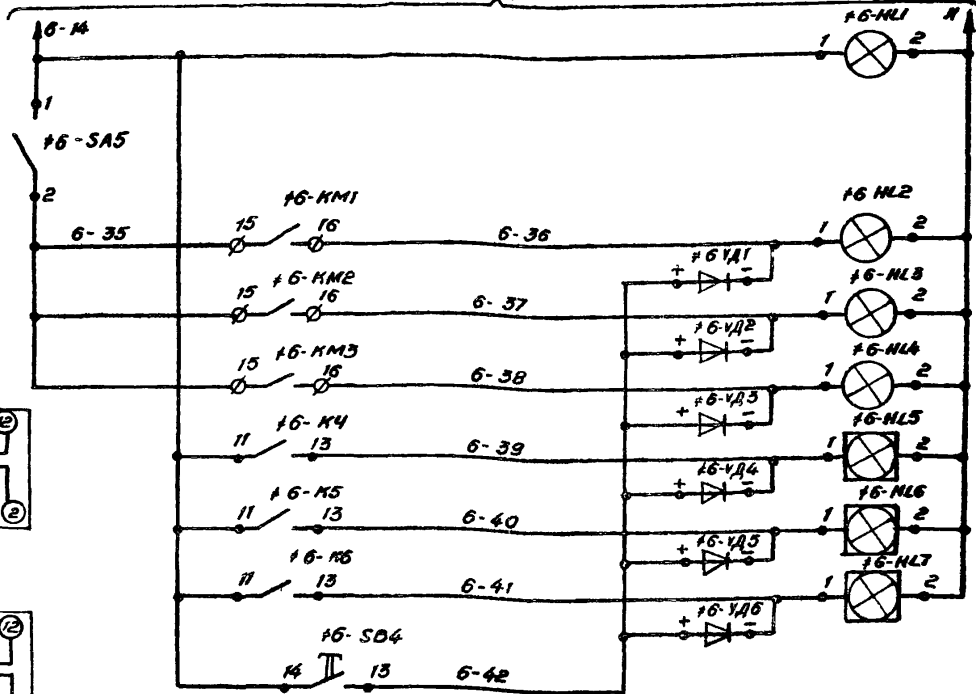 6-14
+6-HL1
N
1 2
1
+6-SA5
2
+6-KM1
+6 HL2
6-35 15 16 6-36 1 2
+6 VД1
+ -
+6-KM2
+6-HL3
15 16 6-37 1 2
+6-VД2
+ -
+6-KM3
+6-HL4
15 16 6-38 1 2
+6-VД3
+ -
+6-K4
+6-HL5
11 13 6-39 1 2
+6-VД4
+ -
+6-K5
+6-HL6
11 13 6-40 1 2
+6-VД5
+ -
+6-K6
+6-HL7
11 13 6-41 1 2
+6-VД6
+ -
+6-SB4
14 13 6-42
12
2
12